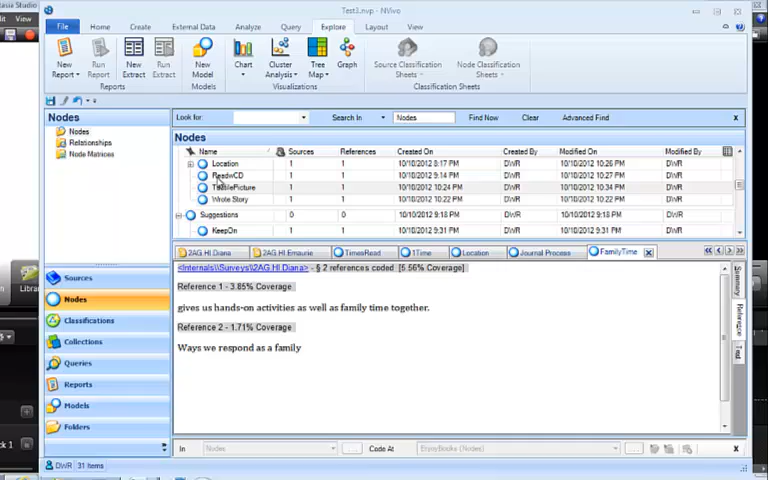 Test3.nvp - NVivo
View
File Home Create External Data Analyze Query Explore Layout View
New Report Run Report New Extract Run Extract New Model Chart Cluster Analysis Tree Map Graph Source Classification Sheets Node Classification Sheets
Reports Models Visualizations Classification Sheets
Nodes
Nodes
Relationships
Node Matrices
Look for: Search In Nodes Find Now Clear Advanced Find x
Nodes
Name Sources References Created On Created By Modified On Modified By
Location 1 1 10/10/2012 8:17 PM DWR 10/10/2012 10:26 PM DWR
ReadwCD 1 1 10/10/2012 9:14 PM DWR 10/10/2012 10:27 PM DWR
1 1 10/10/2012 10:24 PM DWR 10/10/2012 10:34 PM DWR
Wrote Story 1 1 10/10/2012 10:22 PM DWR 10/10/2012 10:22 PM DWR
Suggestions 0 0 10/10/2012 9:18 PM DWR 10/10/2012 9:18 PM DWR
KeepOn 1 1 10/10/2012 9:31 PM DWR 10/10/2012 9:31 PM DWR
2AG.HI.Diana 2AG.HI.Emaurie TimesRead 1Time Location Journal Process FamilyTime
<Internals\\Surveys\\2AG.HI.Diana> - § 2 references coded [5.56% Coverage]
Reference 1 - 3.85% Coverage
gives us hands-on activities as well as family time together.
Reference 2 - 1.71% Coverage
Ways we respond as a family
Summary
Reference
Text
Sources
Nodes
Classifications
Collections
Queries
Reports
Models
Folders
In Nodes Code At EnjoyBooks (Nodes) x
DWR 31 Items